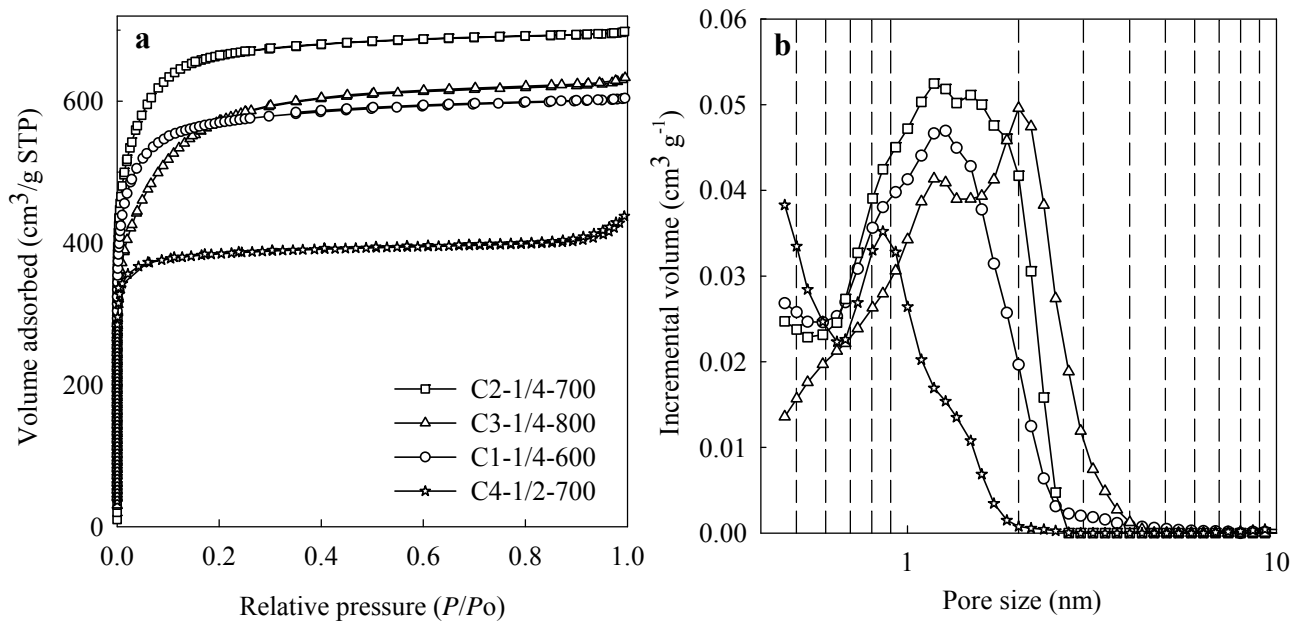 a
Volume adsorbed (cm³/g STP)
600
400
200
0
C2-1/4-700
C3-1/4-800
C1-1/4-600
C4-1/2-700
0.0 0.2 0.4 0.6 0.8 1.0
Relative pressure (P/Po)
b
Incremental volume (cm³ g⁻¹)
0.06
0.05
0.04
0.03
0.02
0.01
0.00
1 10
Pore size (nm)